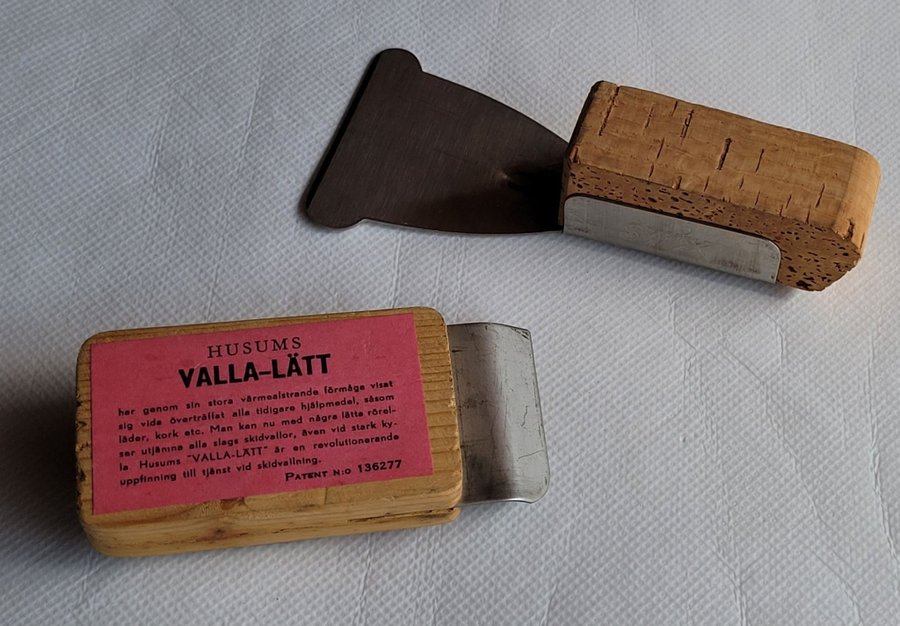 HUSUMS
VALLA–LÄTT
har genom sin stora värmealstrande förmåga visat
sig vida överträffat alla tidigare hjälpmedel, såsom
läder, kork etc. Man kan nu med några lätta rörel-
ser utjämna alla slags skidvallor, även vid stark ky-
la Husums "VALLA-LÄTT" är en revolutionerande
uppfinning till tjänst vid skidvallning.
PATENT N:O 136277